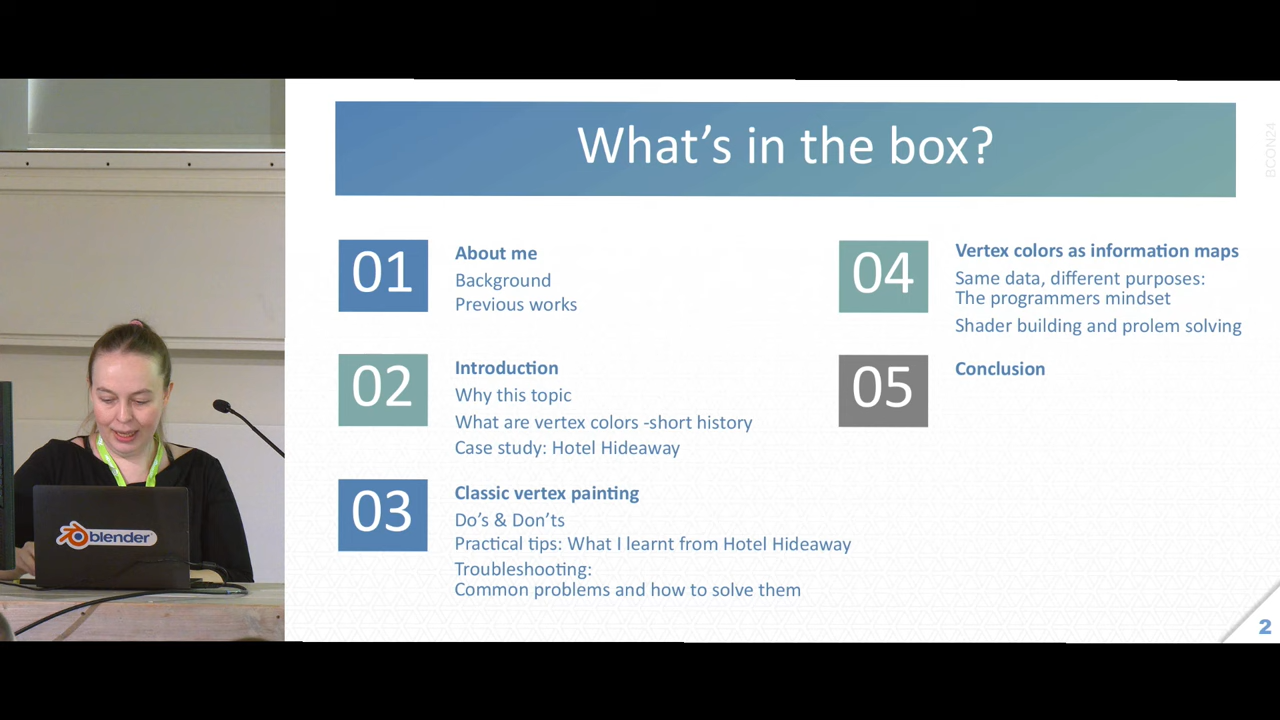 What's in the box?
BCON24
01
About me
Background
Previous works
02
Introduction
Why this topic
What are vertex colors -short history
Case study: Hotel Hideaway
03
Classic vertex painting
Do's & Don'ts
Practical tips: What I learnt from Hotel Hideaway
Troubleshooting:
Common problems and how to solve them
04
Vertex colors as information maps
Same data, different purposes:
The programmers mindset
Shader building and prolem solving
05
Conclusion
2
blender